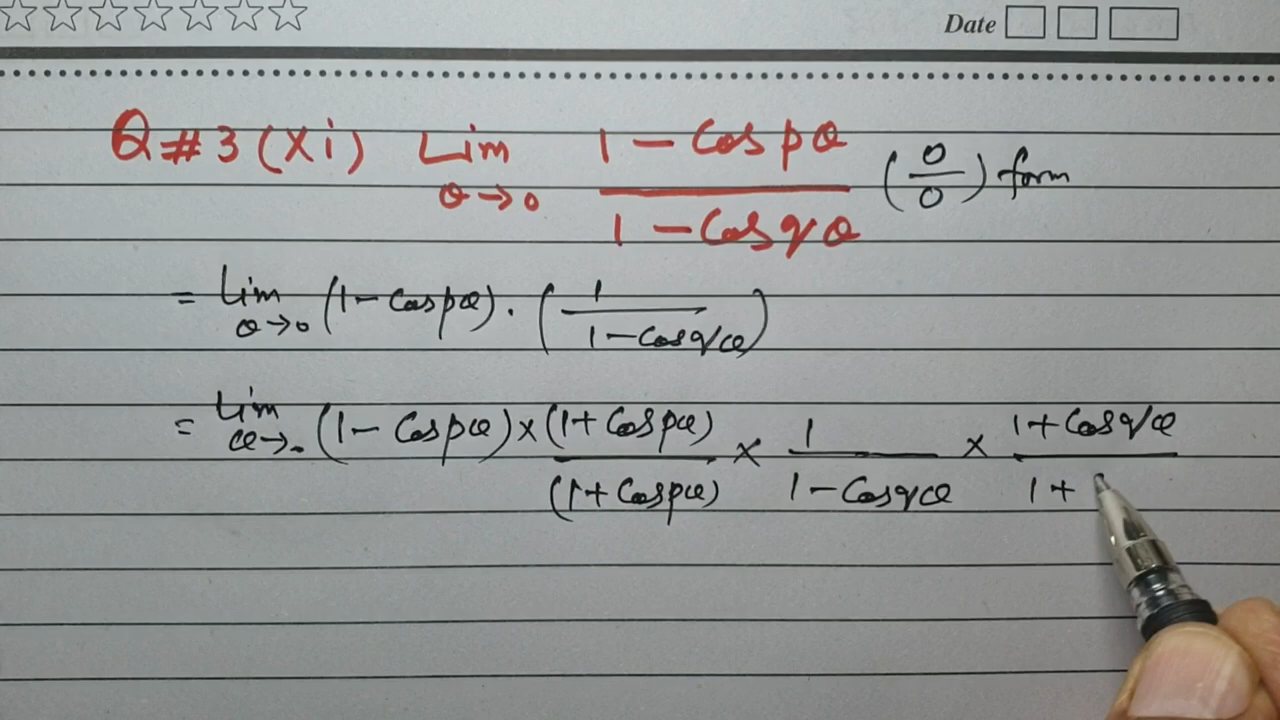 Date
Q#3(xi) Lim θ→0 (1 - Cos pθ)/(1 - Cos qθ) (0/0) form
= Lim θ→0 (1 - Cos pθ) . (1/(1 - Cos qθ))
= Lim θ→0 (1 - Cos pθ) × (1 + Cos pθ)/(1 + Cos pθ) × 1/(1 - Cos qθ) × (1 + Cos qθ)/(1 +